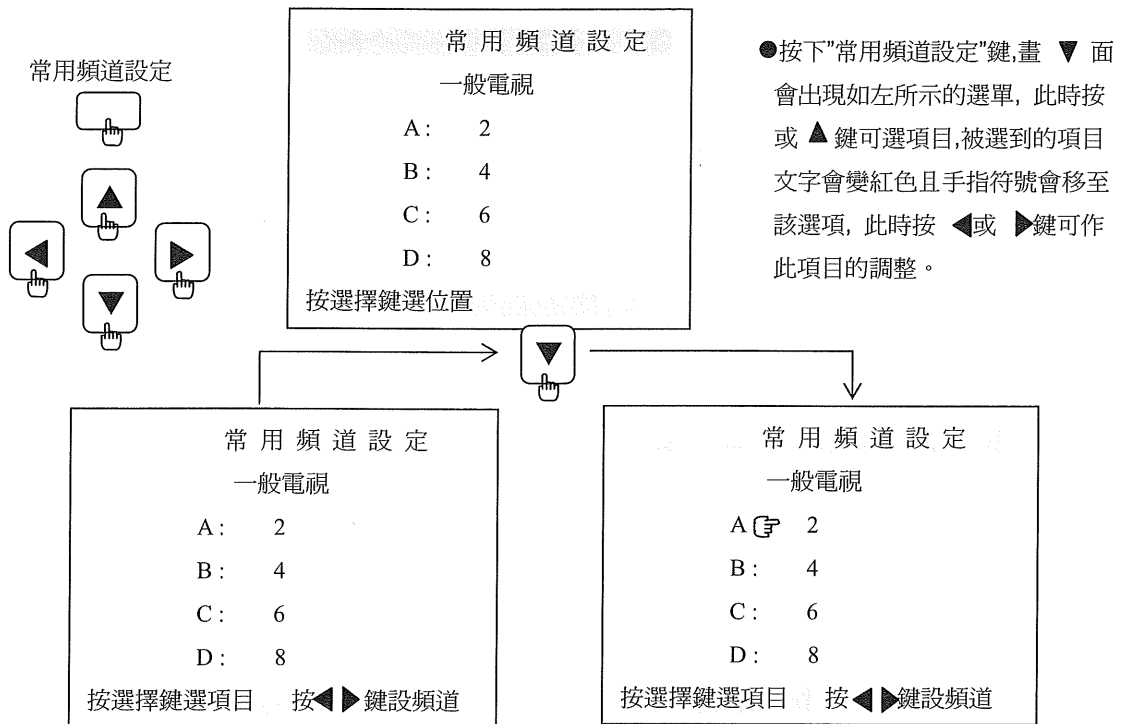 常用頻道設定
常用頻道設定
一般電視
A: 2
B: 4
C: 6
D: 8
按選擇鍵選位置
●按下"常用頻道設定"鍵,畫 ▼ 面
會出現如左所示的選單, 此時按
或 ▲ 鍵可選項目,被選到的項目
文字會變紅色且手指符號會移至
該選項, 此時按 ◀或 ▶鍵可作
此項目的調整。
常用頻道設定
一般電視
A: 2
B: 4
C: 6
D: 8
按選擇鍵選項目 按◀ ▶ 鍵設頻道
常用頻道設定
一般電視
A ☞ 2
B: 4
C: 6
D: 8
按選擇鍵選項目 按 ◀ ▶鍵設頻道